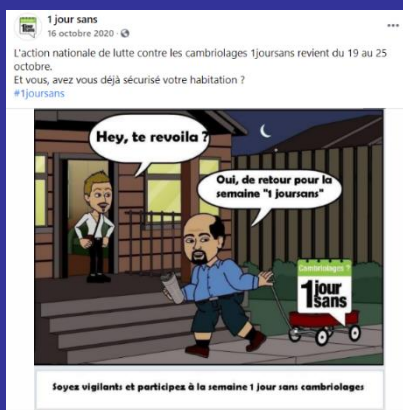 1 jour sans
16 octobre 2020 ·
L'action nationale de lutte contre les cambriolages 1joursans revient du 19 au 25
octobre.
Et vous, avez vous déjà sécurisé votre habitation ?
#1joursans
Hey, te revoila ?
Oui, de retour pour la
semaine "1 joursans"
Cambriolages ?
1jour
sans
Soyez vigilants et participez à la semaine 1 jour sans cambriolages